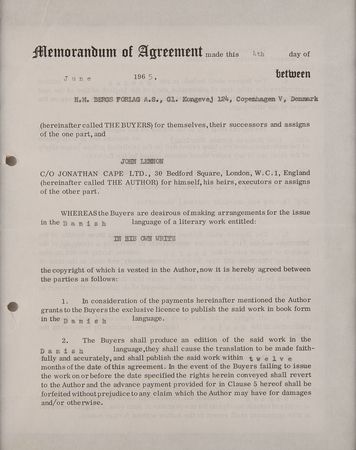 Memorandum of Agreement made this 4th day of
June 1965. between
H.H. BERGS FORLAG A.S., Gl. Kongevej 124, Copenhagen V, Denmark
(hereinafter called THE BUYERS) for themselves, their successors and assigns
of the one part, and
JOHN LENNON
C/O JONATHAN CAPE LTD., 30 Bedford Square, London, W.C.1, England
(hereinafter called THE AUTHOR) for himself, his heirs, executors or assigns
of the other part.
WHEREAS the Buyers are desirous of making arrangements for the issue
in the Danish language of a literary work entitled:
IN HIS OWN WRITE
the copyright of which is vested in the Author, now it is hereby agreed between
the parties as follows:
1. In consideration of the payments hereinafter mentioned the Author
grants to the Buyers the exclusive licence to publish the said work in book form
in the Danish language.
2. The Buyers shall produce an edition of the said work in the
Danish language, they shall cause the translation to be made faith-
fully and accurately, and shall publish the said work within twelve
months of the date of this agreement. In the event of the Buyers failing to issue
the work on or before the date specified the rights herein conveyed shall revert
to the Author and the advance payment provided for in Clause 5 hereof shall be
forfeited without prejudice to any claim which the Author may have for damages
and/or otherwise.